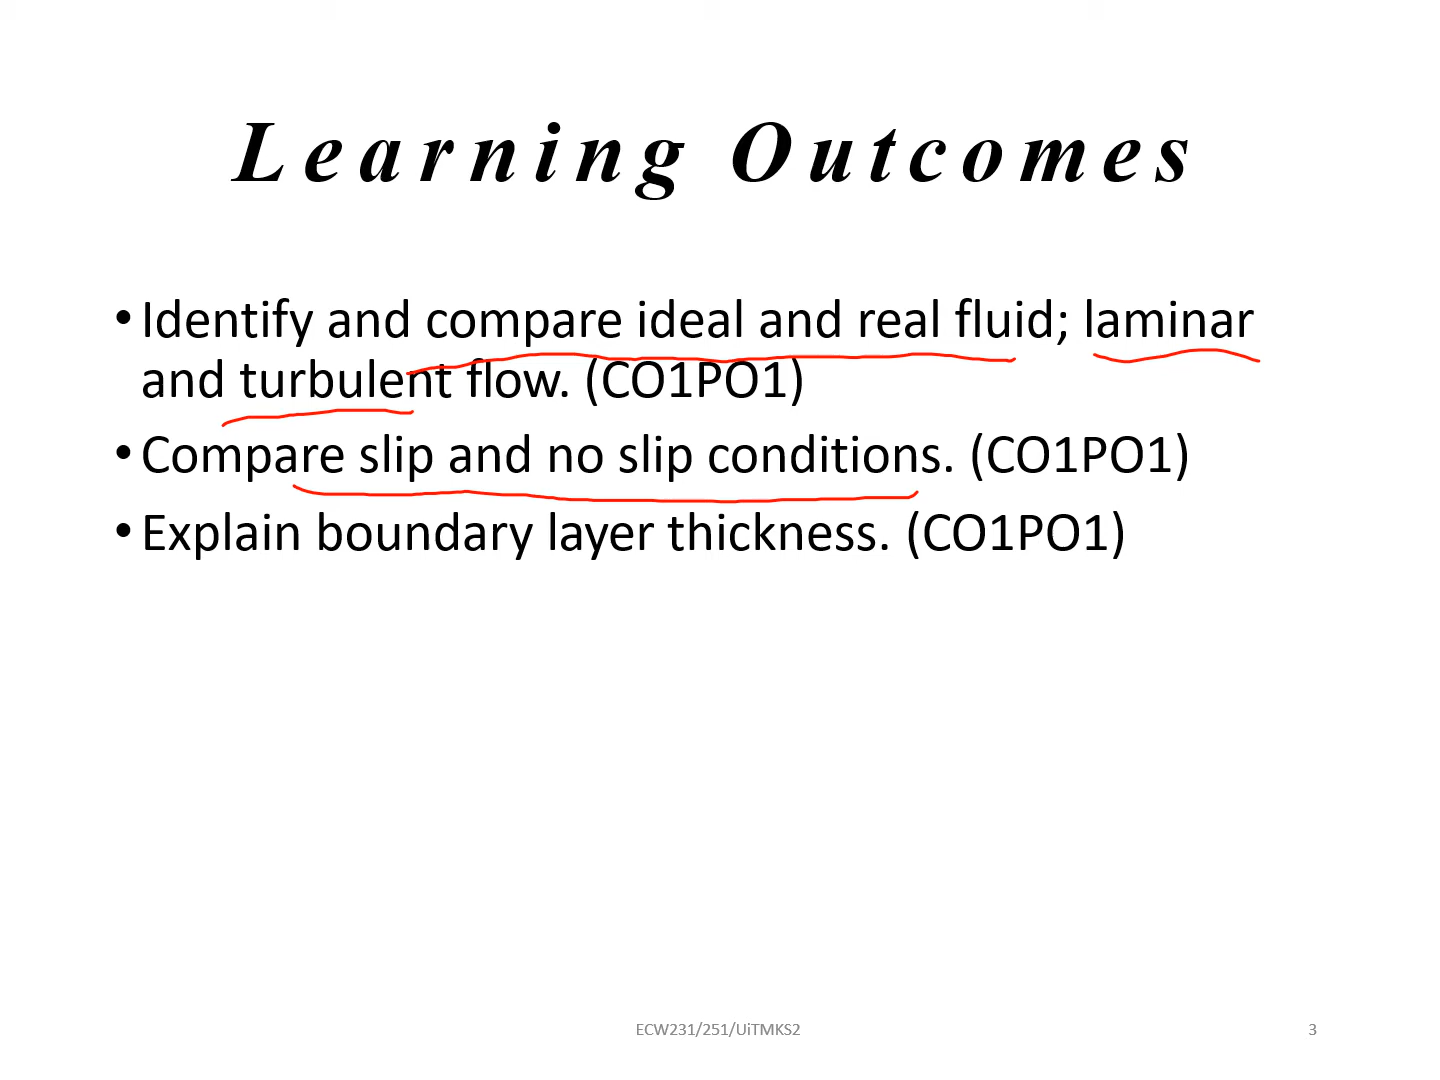 Learning Outcomes
• Identify and compare ideal and real fluid; laminar
and turbulent flow. (CO1PO1)
• Compare slip and no slip conditions. (CO1PO1)
• Explain boundary layer thickness. (CO1PO1)
ECW231/251/UiTMKS2
3